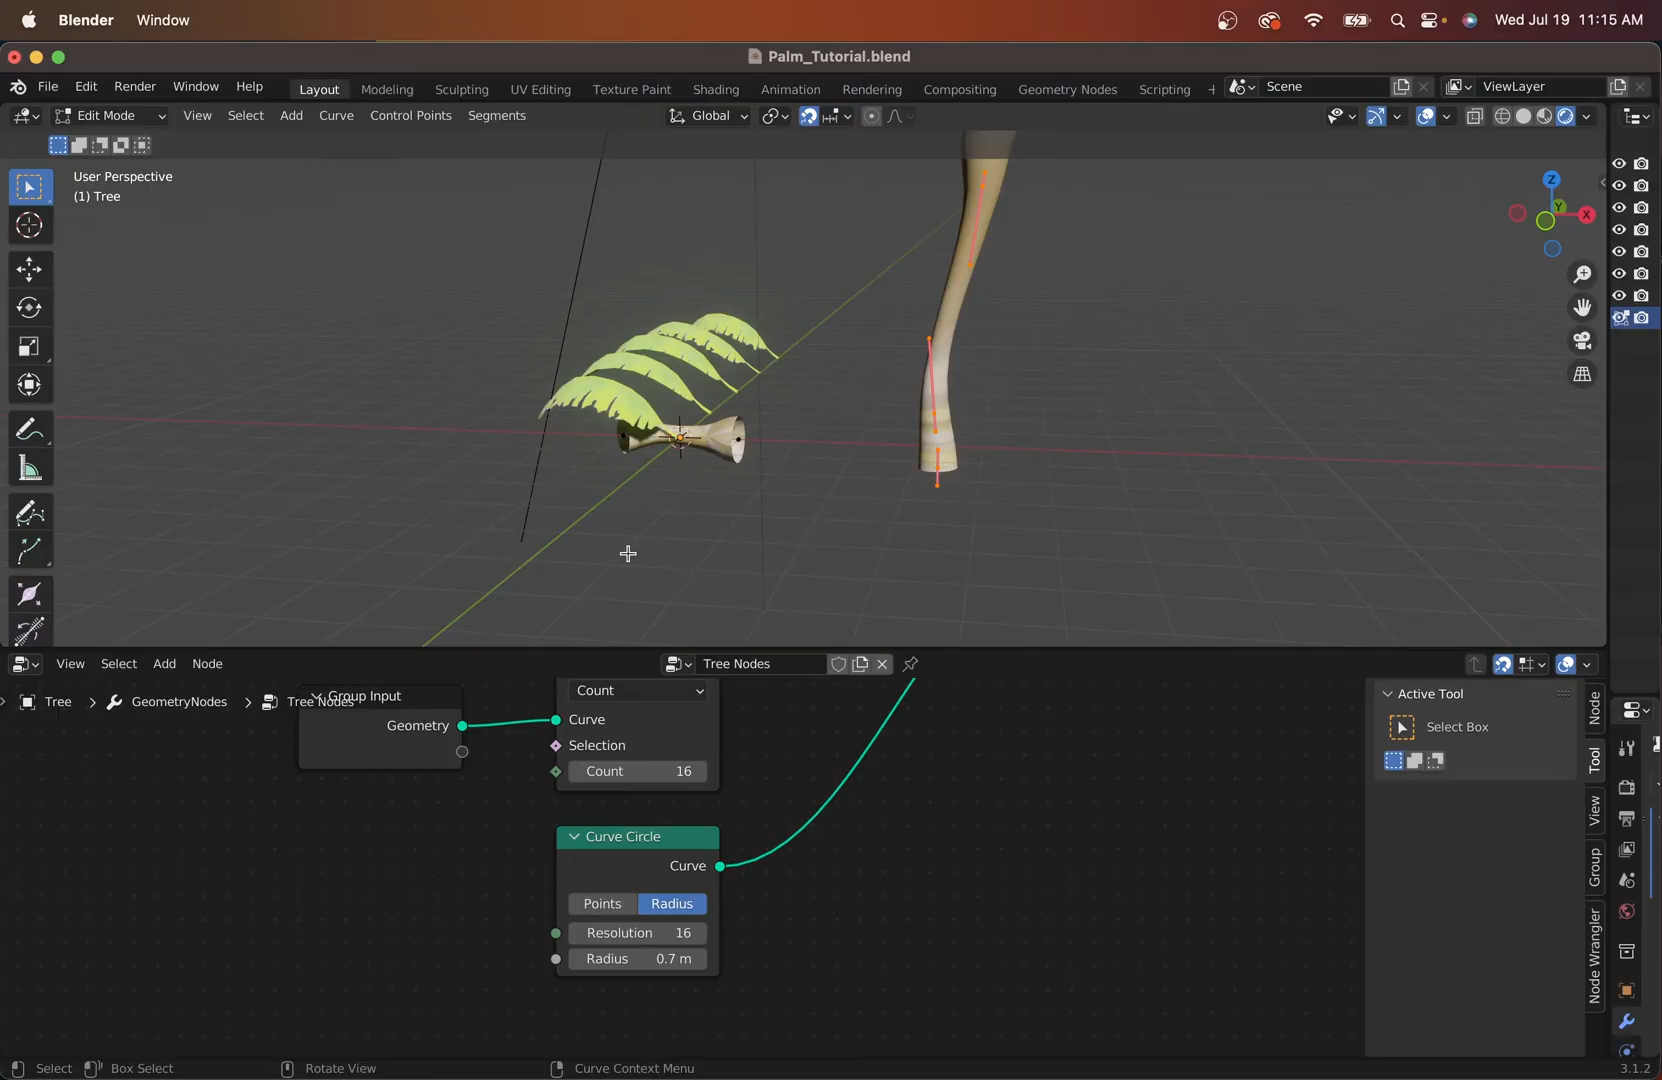 Blender Window Wed Jul 19 11:15 AM
Palm_Tutorial.blend
File Edit Render Window Help Layout Modeling Sculpting UV Editing Texture Paint Shading Animation Rendering Compositing Geometry Nodes Scripting + Scene ViewLayer
Edit Mode View Select Add Curve Control Points Segments Global
User Perspective
(1) Tree
Z
Y
X
View Select Add Node Tree Nodes
Tree > GeometryNodes > Tree Nodes
Group Input
Geometry
Count
Curve
Selection
Count 16
Curve Circle
Curve
Points Radius
Resolution 16
Radius 0.7 m
Active Tool
Select Box
Node
Tool
View
Group
Node Wrangler
Select Box Select Rotate View Curve Context Menu 3.1.2